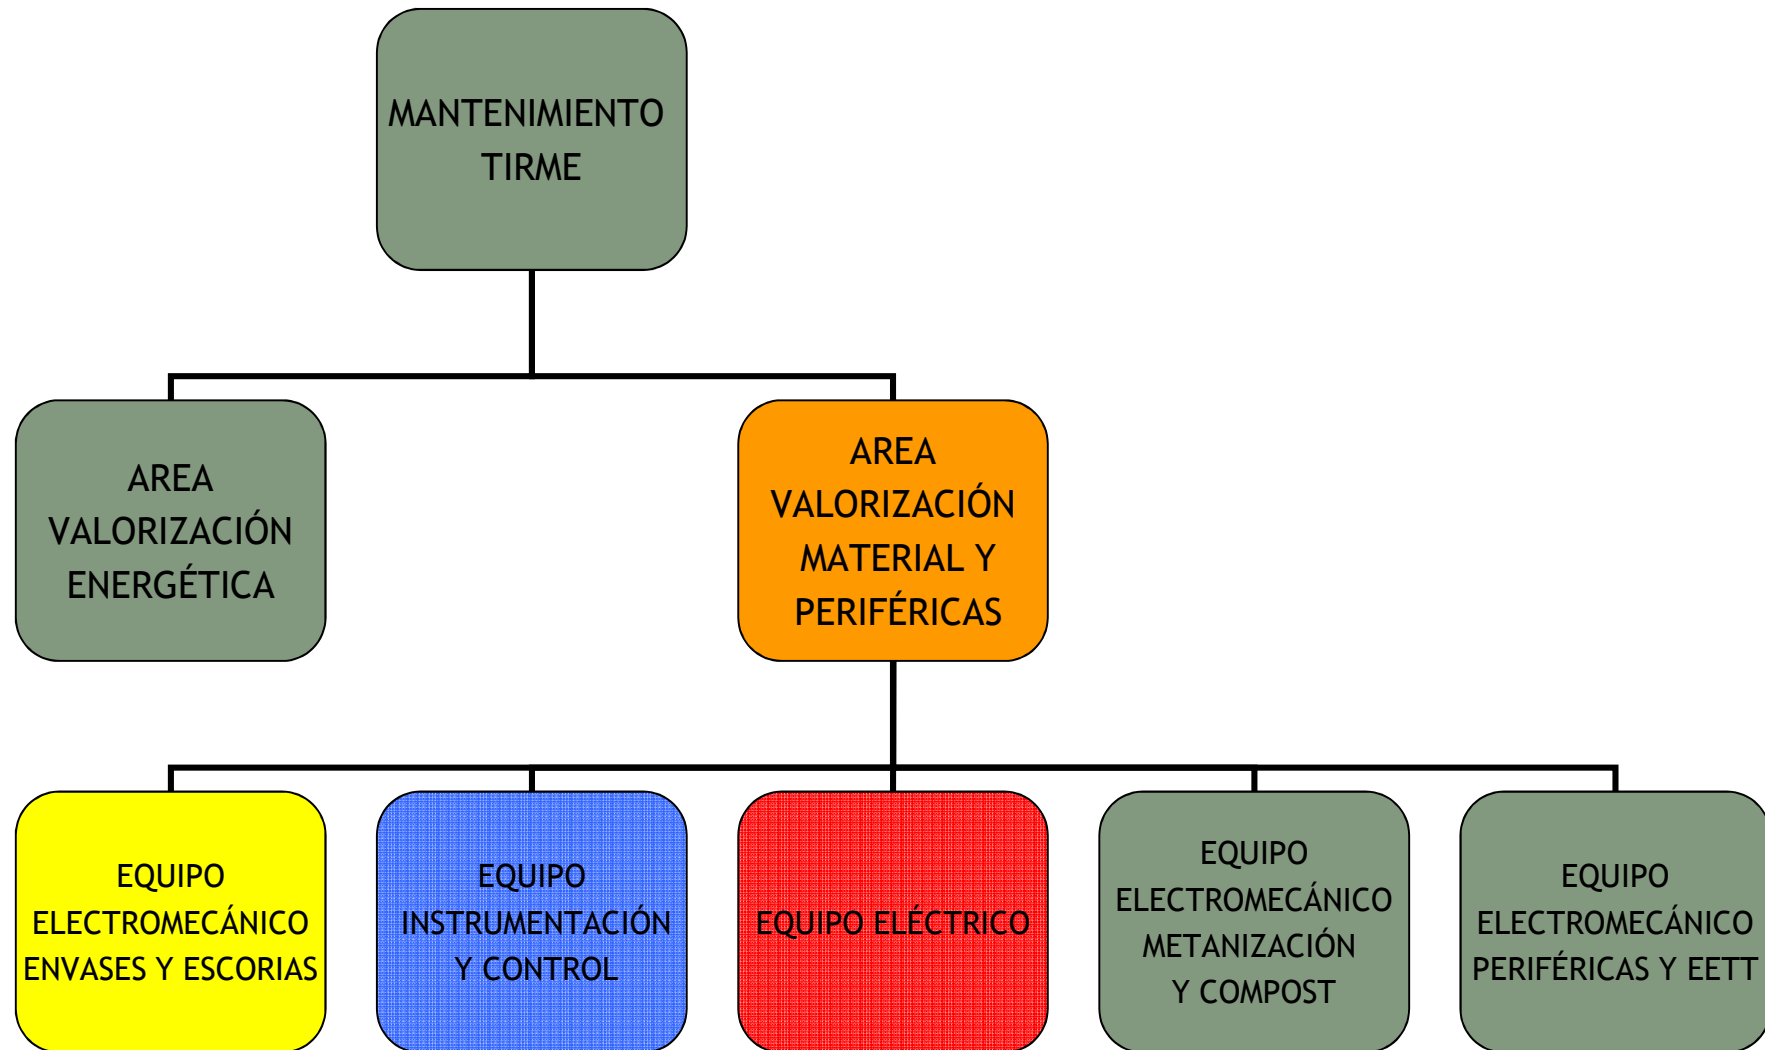 MANTENIMIENTO
TIRME
AREA
VALORIZACIÓN
ENERGÉTICA
AREA
VALORIZACIÓN
MATERIAL Y
PERIFÉRICAS
EQUIPO
ELECTROMECÁNICO
ENVASES Y ESCORIAS
EQUIPO
INSTRUMENTACIÓN
Y CONTROL
EQUIPO ELÉCTRICO
EQUIPO
ELECTROMECÁNICO
METANIZACIÓN
Y COMPOST
EQUIPO
ELECTROMECÁNICO
PERIFÉRICAS Y EETT